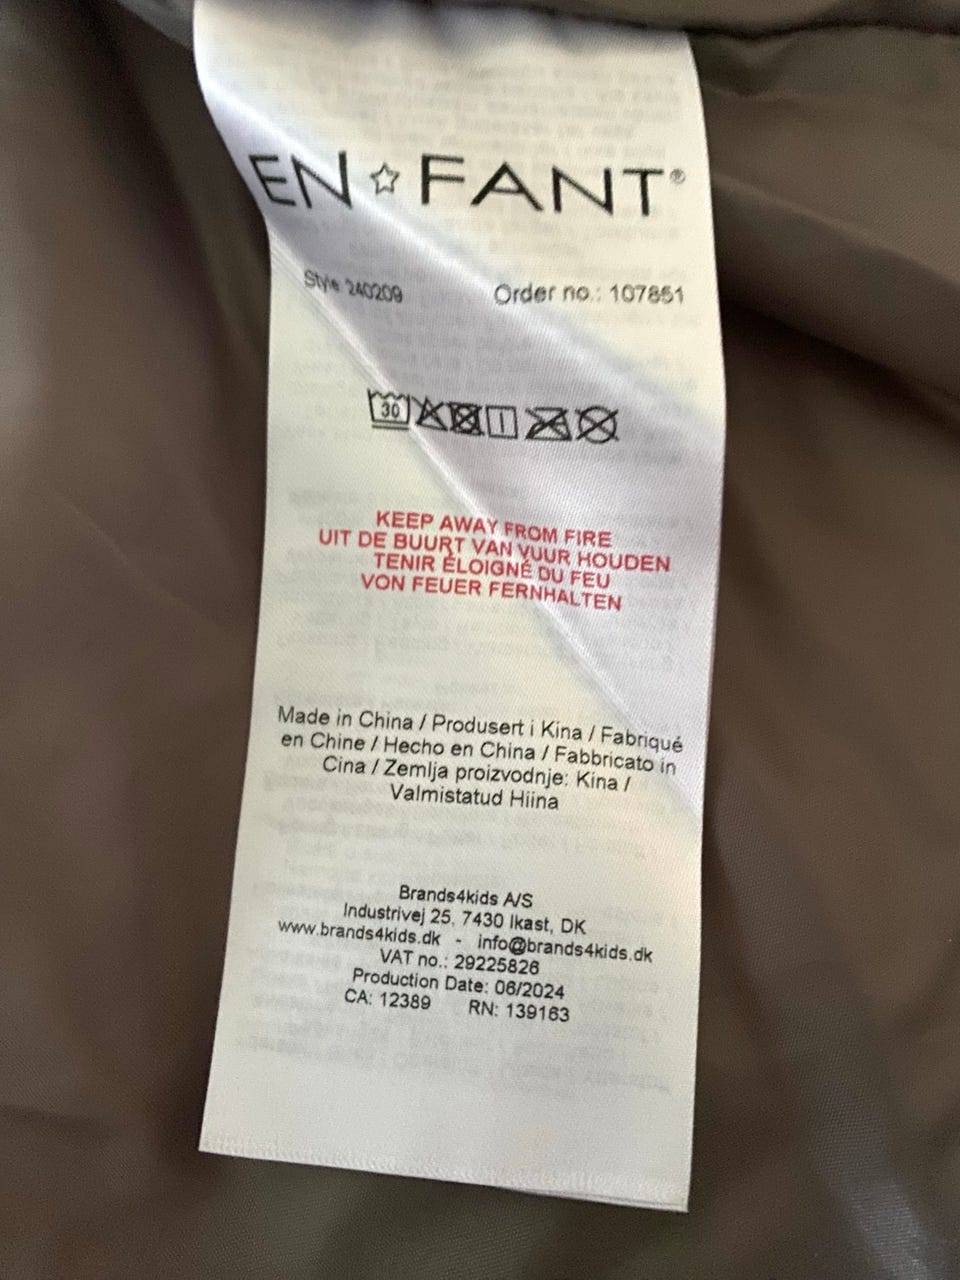 EN☆FANT®
Style 240209 Order no.: 107851
30
KEEP AWAY FROM FIRE
UIT DE BUURT VAN VUUR HOUDEN
TENIR ÉLOIGNÉ DU FEU
VON FEUER FERNHALTEN
Made in China / Produsert i Kina / Fabriqué
en Chine / Hecho en China / Fabbricato in
Cina / Zemlja proizvodnje: Kina /
Valmistatud Hiina
Brands4kids A/S
Industrivej 25, 7430 Ikast, DK
www.brands4kids.dk - info@brands4kids.dk
VAT no.: 29225826
Production Date: 06/2024
CA: 12389 RN: 139163